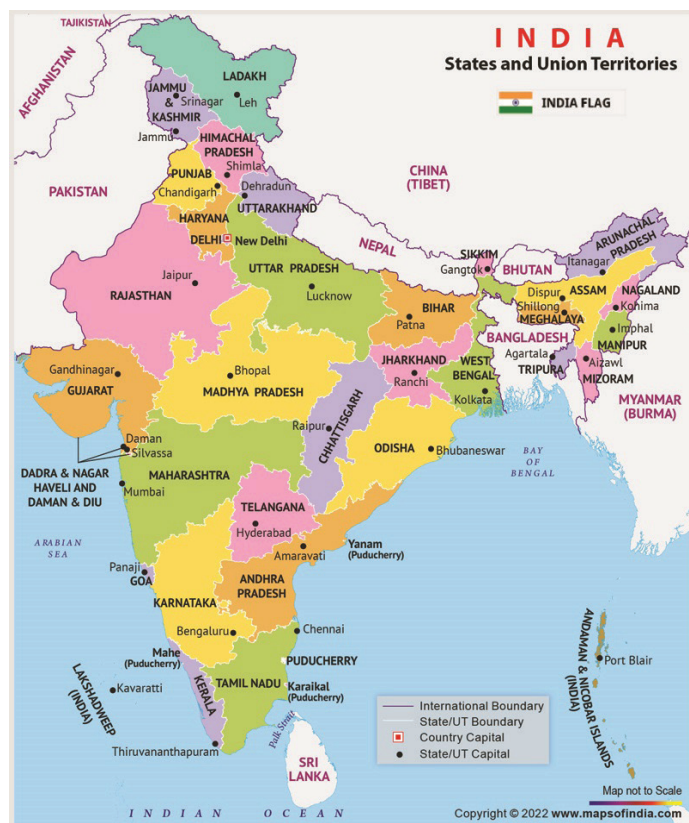 INDIA
States and Union Territories
INDIA FLAG
TAJIKISTAN
AFGHANISTAN
PAKISTAN
CHINA
(TIBET)
NEPAL
BHUTAN
BANGLADESH
MYANMAR
(BURMA)
SRI
LANKA
LADAKH
Leh
JAMMU
&
KASHMIR
Srinagar
Jammu
HIMACHAL
PRADESH
Shimla
PUNJAB
Chandigarh
Dehradun
UTTARAKHAND
HARYANA
DELHI
New Delhi
RAJASTHAN
Jaipur
UTTAR PRADESH
Lucknow
BIHAR
Patna
SIKKIM
Gangtok
ARUNACHAL
PRADESH
Itanagar
ASSAM
Dispur
Shillong
MEGHALAYA
NAGALAND
Kohima
Imphal
MANIPUR
Agartala
TRIPURA
Aizawl
MIZORAM
Gandhinagar
GUJARAT
Bhopal
MADHYA PRADESH
JHARKHAND
Ranchi
WEST
BENGAL
Kolkata
Raipur
CHHATTISGARH
ODISHA
Bhubaneswar
BAY
OF
BENGAL
Daman
Silvassa
DADRA & NAGAR
HAVELI AND
DAMAN & DIU
MAHARASHTRA
Mumbai
TELANGANA
Hyderabad
ARABIAN
SEA
Amaravati
Yanam
(Puducherry)
Panaji
GOA
ANDHRA
PRADESH
KARNATAKA
Bengaluru
Chennai
Mahe
(Puducherry)
PUDUCHERRY
KERALA
TAMIL NADU
Karaikal
(Puducherry)
LAKSHADWEEP
(INDIA)
Kavaratti
Thiruvananthapuram
Palk Strait
ANDAMAN & NICOBAR ISLANDS
(INDIA)
Port Blair
International Boundary
State/UT Boundary
Country Capital
State/UT Capital
Map not to Scale
INDIAN OCEAN
Copyright © 2022 www.mapsofindia.com